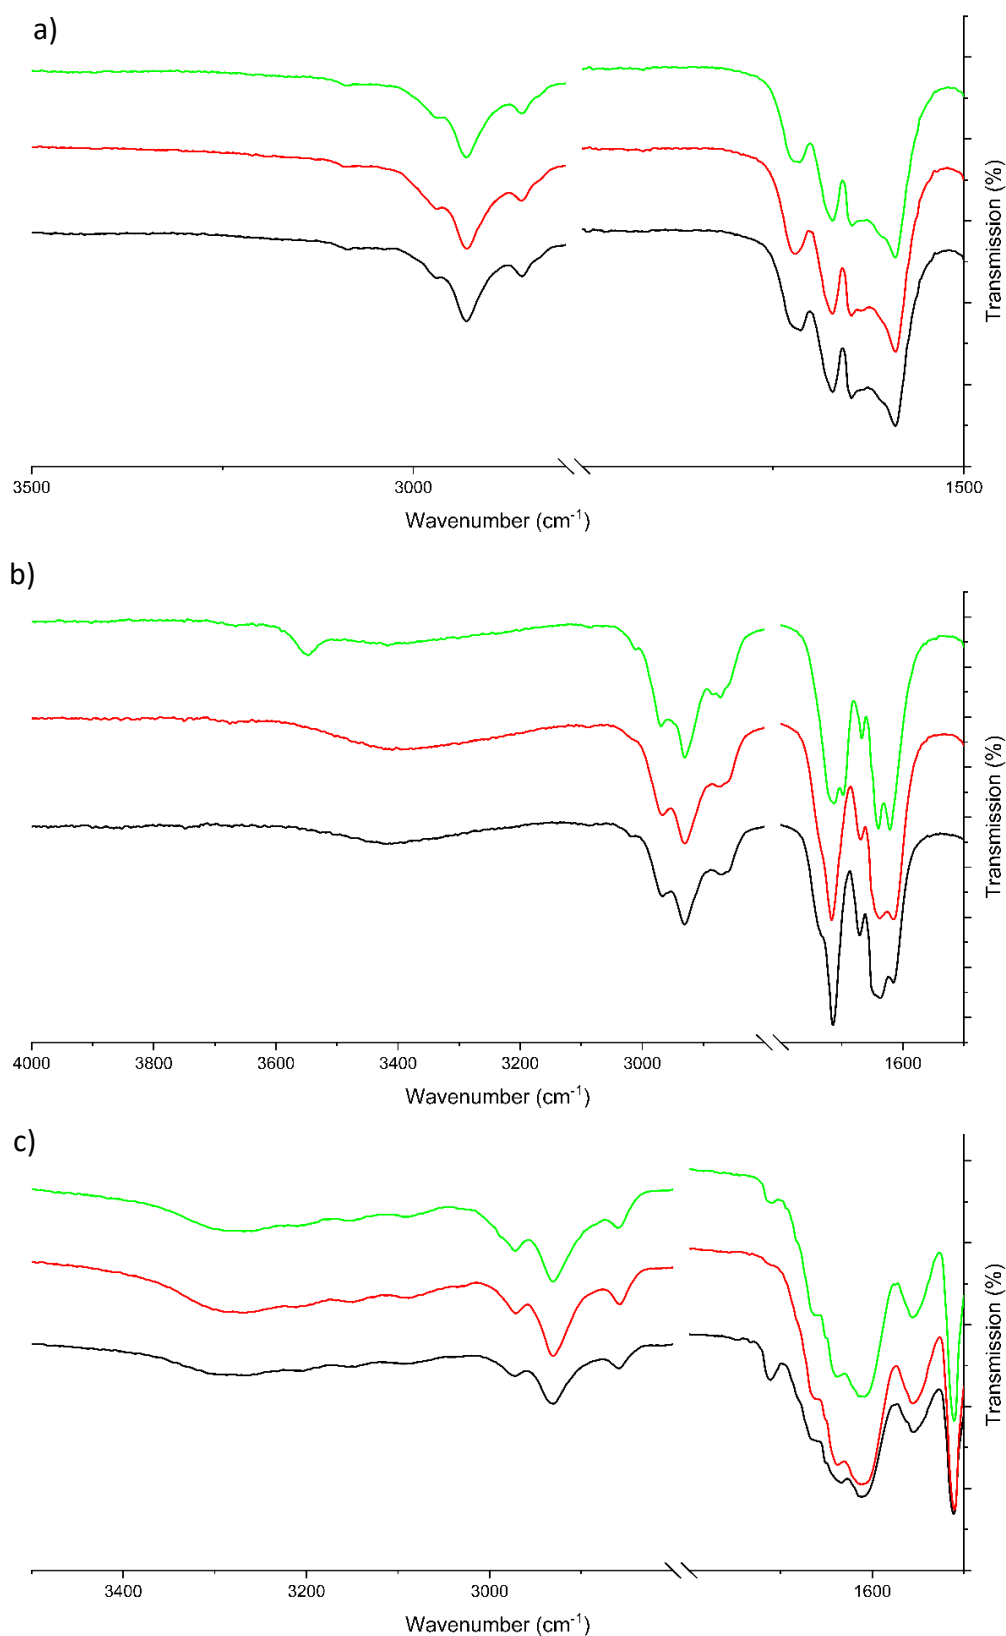 a)
Transmission (%)
3500
3000
1500
Wavenumber (cm⁻¹)
b)
Transmission (%)
4000
3800
3600
3400
3200
3000
1600
Wavenumber (cm⁻¹)
c)
Transmission (%)
3400
3200
3000
1600
Wavenumber (cm⁻¹)